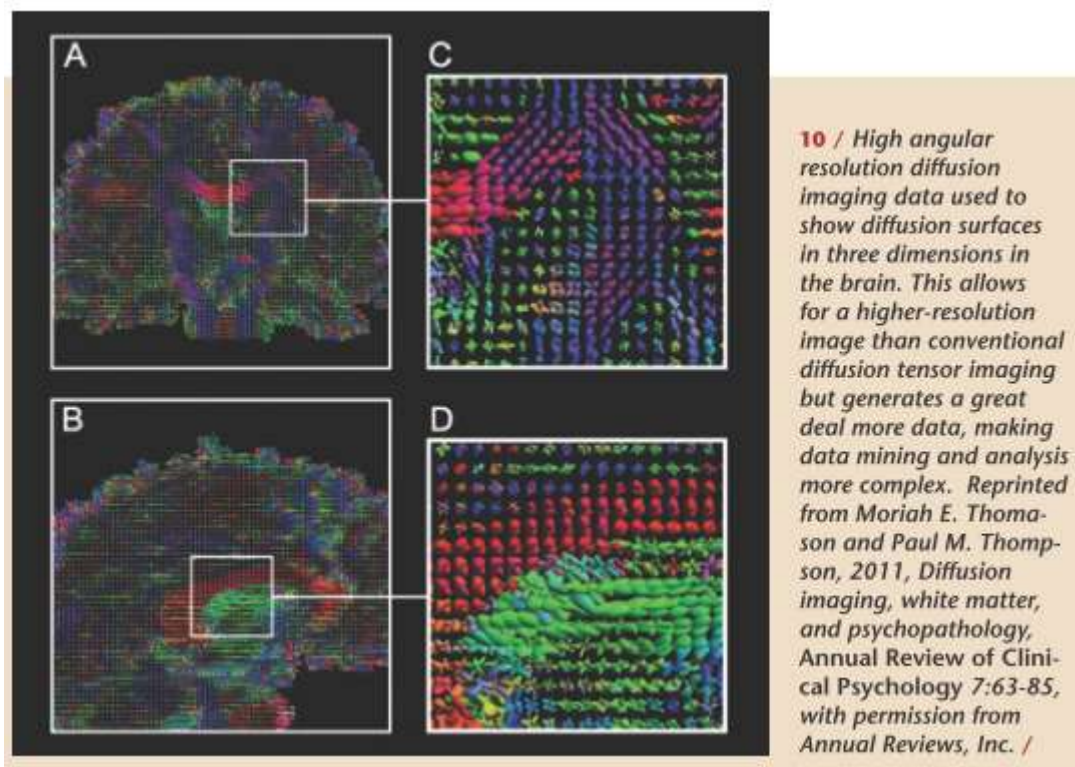 A
C
B
D
10 / High angular
resolution diffusion
imaging data used to
show diffusion surfaces
in three dimensions in
the brain. This allows
for a higher-resolution
image than conventional
diffusion tensor imaging
but generates a great
deal more data, making
data mining and analysis
more complex. Reprinted
from Moriah E. Thoma-
son and Paul M. Thomp-
son, 2011, Diffusion
imaging, white matter,
and psychopathology,
Annual Review of Clini-
cal Psychology 7:63-85,
with permission from
Annual Reviews, Inc. /